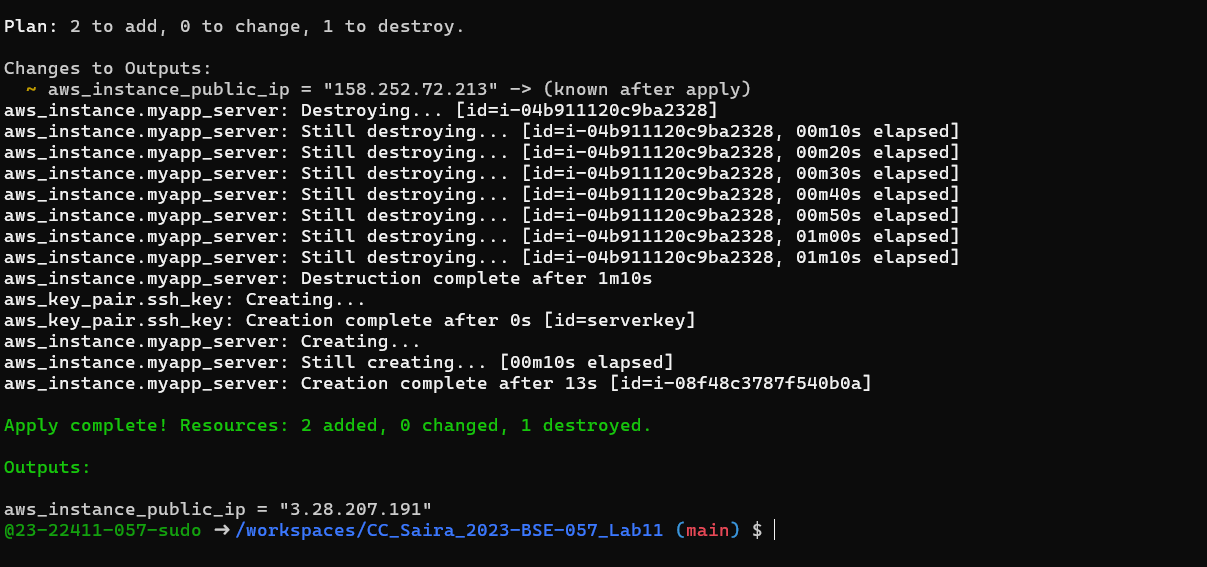 Plan: 2 to add, 0 to change, 1 to destroy.
Changes to Outputs:
~ aws_instance_public_ip = "158.252.72.213" -> (known after apply)
aws_instance.myapp_server: Destroying... [id=i-04b911120c9ba2328]
aws_instance.myapp_server: Still destroying... [id=i-04b911120c9ba2328, 00m10s elapsed]
aws_instance.myapp_server: Still destroying... [id=i-04b911120c9ba2328, 00m20s elapsed]
aws_instance.myapp_server: Still destroying... [id=i-04b911120c9ba2328, 00m30s elapsed]
aws_instance.myapp_server: Still destroying... [id=i-04b911120c9ba2328, 00m40s elapsed]
aws_instance.myapp_server: Still destroying... [id=i-04b911120c9ba2328, 00m50s elapsed]
aws_instance.myapp_server: Still destroying... [id=i-04b911120c9ba2328, 01m00s elapsed]
aws_instance.myapp_server: Still destroying... [id=i-04b911120c9ba2328, 01m10s elapsed]
aws_instance.myapp_server: Destruction complete after 1m10s
aws_key_pair.ssh_key: Creating...
aws_key_pair.ssh_key: Creation complete after 0s [id=serverkey]
aws_instance.myapp_server: Creating...
aws_instance.myapp_server: Still creating... [00m10s elapsed]
aws_instance.myapp_server: Creation complete after 13s [id=i-08f48c3787f540b0a]
Apply complete! Resources: 2 added, 0 changed, 1 destroyed.
Outputs:
aws_instance_public_ip = "3.28.207.191"
@23-22411-057-sudo ➜ /workspaces/CC_Saira_2023-BSE-057_Lab11 (main) $